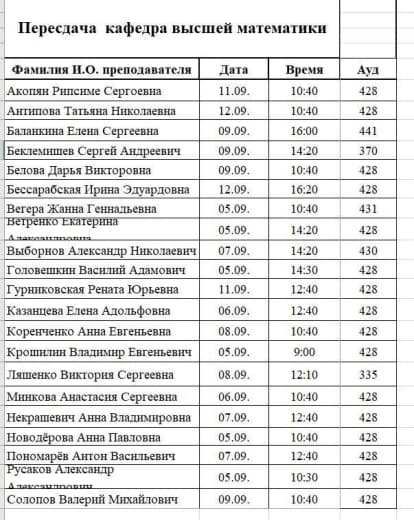 Пересдача кафедра высшей математики
Фамилия И.О. преподавателя Дата Время Ауд
Акопян Рипсиме Сергоевна 11.09. 10:40 428
Антипова Татьяна Николаевна 12.09. 10:40 428
Баланкина Елена Сергеевна 09.09. 16:00 441
Беклемишев Сергей Андреевич 09.09. 14:20 370
Белова Дарья Викторовна 09.09. 10:40 428
Бессарабская Ирина Эдуардовна 12.09. 16:20 428
Вегера Жанна Геннадьевна 05.09. 10:40 431
Ветренко Екатерина
Александровна 05.09. 14:20 428
Выборнов Александр Николаевич 07.09. 14:20 430
Головешкин Василий Адамович 05.09. 14:30 428
Гурниковская Рената Юрьевна 11.09. 12:40 428
Казанцева Елена Адольфовна 06.09. 12:40 428
Коренченко Анна Евгеньевна 08.09. 10:40 428
Крошилин Владимир Евгеньевич 05.09. 9:00 428
Ляшенко Виктория Сергеевна 08.09. 12:10 335
Минкова Анастасия Сергеевна 06.09. 10:40 428
Некрашевич Анна Владимировна 07.09. 12:40 428
Новодёрова Анна Павловна 05.09. 10:40 428
Пономарёв Антон Васильевич 07.09. 12:40 428
Русаков Александр
Александрович 05.09. 10:30 428
Солопов Валерий Михайлович 09.09. 10:40 428